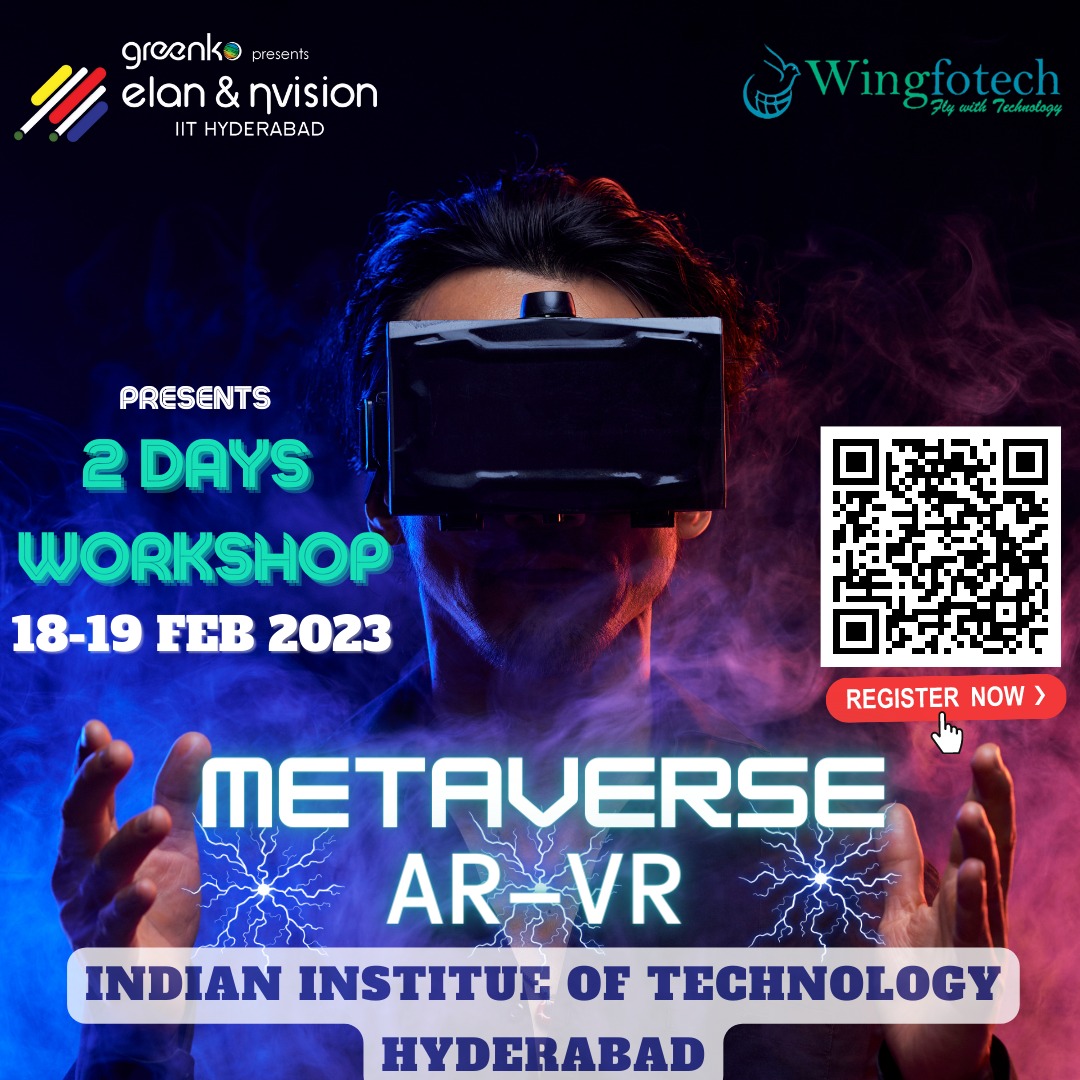 greenko presents
elan & ηvision
IIT HYDERABAD
Wingfotech
Fly with Technology
PRESENTS
2 DAYS
WORKSHOP
18-19 FEB 2023
REGISTER NOW ❯
METAVERSE
AR-VR
INDIAN INSTITUE OF TECHNOLOGY
HYDERABAD